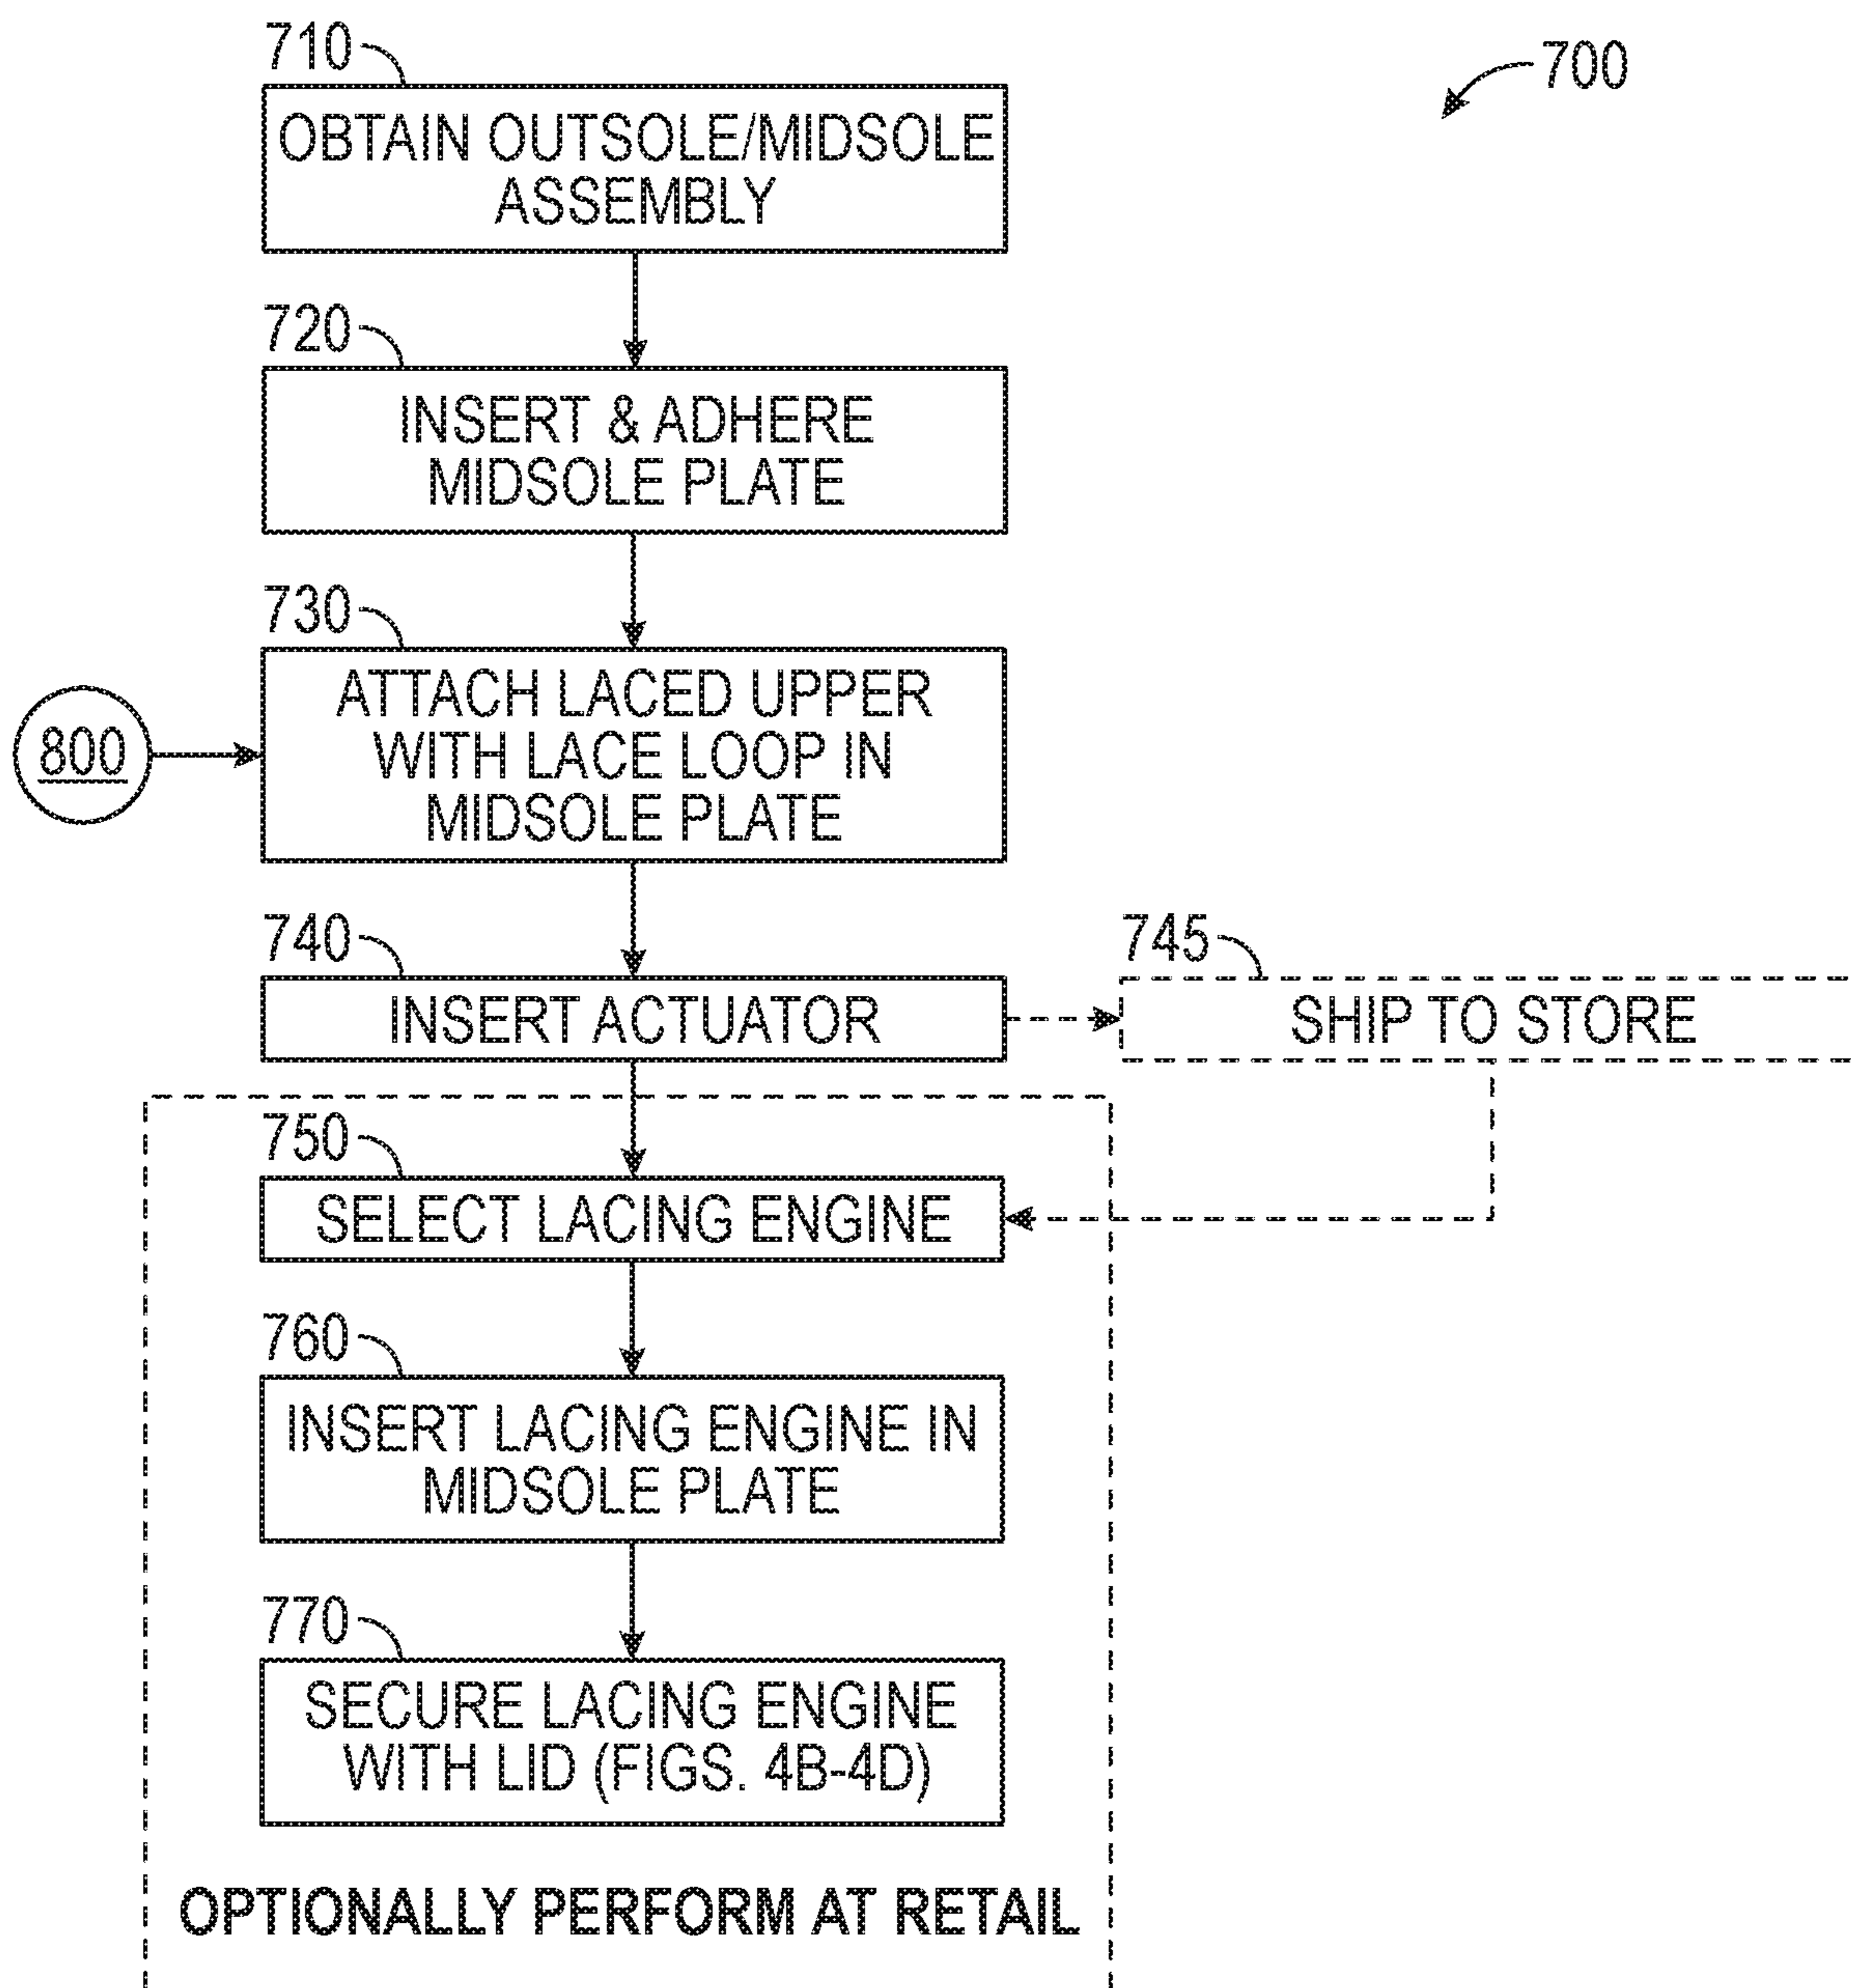 710
700
OBTAIN OUTSOLE/MIDSOLE
ASSEMBLY
720
INSERT & ADHERE
MIDSOLE PLATE
730
800
ATTACH LACED UPPER
WITH LACE LOOP IN
MIDSOLE PLATE
740
745
INSERT ACTUATOR
SHIP TO STORE
750
SELECT LACING ENGINE
760
INSERT LACING ENGINE IN
MIDSOLE PLATE
770
SECURE LACING ENGINE
WITH LID (FIGS. 4B-4D)
OPTIONALLY PERFORM AT RETAIL